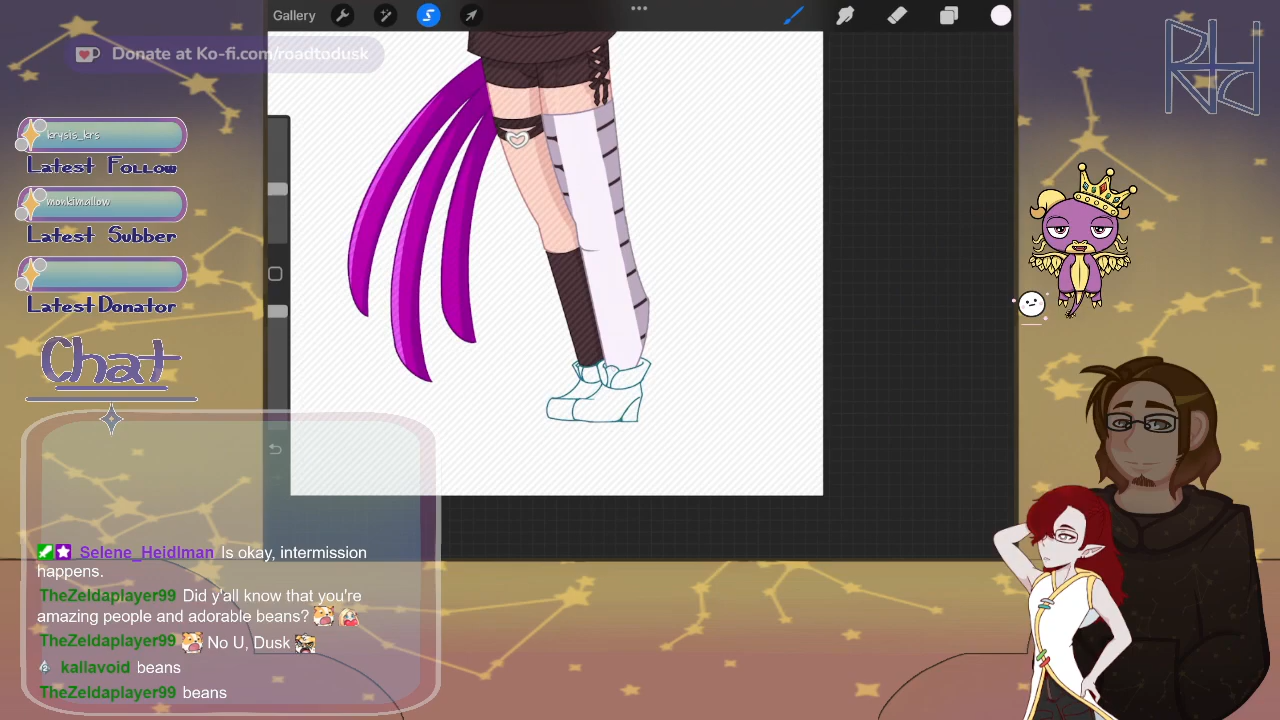 Gallery
Donate at Ko-fi.com/roadtodusk
krysis_krs
Latest Follow
monkimallow
Latest Subber
Latest Donator
Chat
Selene_Heidlman Is okay, intermission
happens.
TheZeldaplayer99 Did y'all know that you're
amazing people and adorable beans?
TheZeldaplayer99 No U, Dusk
kallavoid beans
TheZeldaplayer99 beans